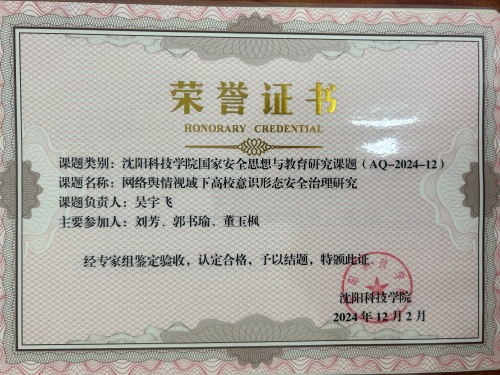 荣誉证书
HONORARY CREDENTIAL
课题类别：沈阳科技学院国家安全思想与教育研究课题（AQ-2024-12）
课题名称：网络舆情视域下高校意识形态安全治理研究
课题负责人：吴宇飞
主要参加人：刘芳、郭书瑜、董玉枫
经专家组鉴定验收，认定合格，予以结题，特颁此证。
沈阳科技学院
2024年12月2日